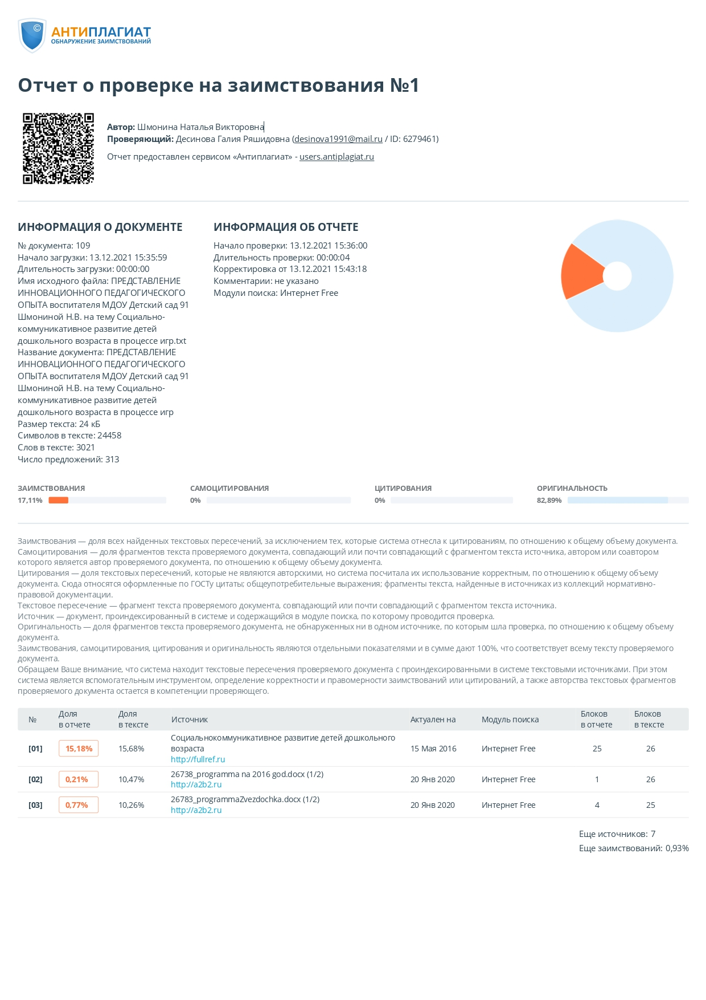 ©
АНТИПЛАГИАТ
ОБНАРУЖЕНИЕ ЗАИМСТВОВАНИЙ
Отчет о проверке на заимствования №1
Автор: Шмонина Наталья Викторовна
Проверяющий: Десинова Галия Ряшидовна (desinova1991@mail.ru / ID: 6279461)
Отчет предоставлен сервисом «Антиплагиат» - users.antiplagiat.ru
ИНФОРМАЦИЯ О ДОКУМЕНТЕ
№ документа: 109
Начало загрузки: 13.12.2021 15:35:59
Длительность загрузки: 00:00:00
Имя исходного файла: ПРЕДСТАВЛЕНИЕ
ИННОВАЦИОННОГО ПЕДАГОГИЧЕСКОГО
ОПЫТА воспитателя МДОУ Детский сад 91
Шмониной Н.В. на тему Социально-
коммуникативное развитие детей
дошкольного возраста в процессе игр.txt
Название документа: ПРЕДСТАВЛЕНИЕ
ИННОВАЦИОННОГО ПЕДАГОГИЧЕСКОГО
ОПЫТА воспитателя МДОУ Детский сад 91
Шмониной Н.В. на тему Социально-
коммуникативное развитие детей
дошкольного возраста в процессе игр
Размер текста: 24 кБ
Символов в тексте: 24458
Слов в тексте: 3021
Число предложений: 313
ИНФОРМАЦИЯ ОБ ОТЧЕТЕ
Начало проверки: 13.12.2021 15:36:00
Длительность проверки: 00:00:04
Корректировка от 13.12.2021 15:43:18
Комментарии: не указано
Модули поиска: Интернет Free
ЗАИМСТВОВАНИЯ
17,11%
САМОЦИТИРОВАНИЯ
0%
ЦИТИРОВАНИЯ
0%
ОРИГИНАЛЬНОСТЬ
82,89%
Заимствования — доля всех найденных текстовых пересечений, за исключением тех, которые система отнесла к цитированиям, по отношению к общему объему документа.
Самоцитирования — доля фрагментов текста проверяемого документа, совпадающий или почти совпадающий с фрагментом текста источника, автором или соавтором
которого является автор проверяемого документа, по отношению к общему объему документа.
Цитирования — доля текстовых пересечений, которые не являются авторскими, но система посчитала их использование корректным, по отношению к общему объему
документа. Сюда относятся оформленные по ГОСТу цитаты; общеупотребительные выражения; фрагменты текста, найденные в источниках из коллекций нормативно-
правовой документации.
Текстовое пересечение — фрагмент текста проверяемого документа, совпадающий или почти совпадающий с фрагментом текста источника.
Источник — документ, проиндексированный в системе и содержащийся в модуле поиска, по которому проводится проверка.
Оригинальность — доля фрагментов текста проверяемого документа, не обнаруженных ни в одном источнике, по которым шла проверка, по отношению к общему объему
документа.
Заимствования, самоцитирования, цитирования и оригинальность являются отдельными показателями и в сумме дают 100%, что соответствует всему тексту проверяемого
документа.
Обращаем Ваше внимание, что система находит текстовые пересечения проверяемого документа с проиндексированными в системе текстовыми источниками. При этом
система является вспомогательным инструментом, определение корректности и правомерности заимствований или цитирований, а также авторства текстовых фрагментов
проверяемого документа остается в компетенции проверяющего.
№ Доля в отчете Доля в тексте Источник Актуален на Модуль поиска Блоков в отчете Блоков в тексте
[01] 15,18% 15,68% Социальнокоммуникативное развитие детей дошкольного
возраста 15 Мая 2016 Интернет Free 25 26
http://fullref.ru
[02] 0,21% 10,47% 26738_programma na 2016 god.docx (1/2) 20 Янв 2020 Интернет Free 1 26
http://a2b2.ru
[03] 0,77% 10,26% 26783_programmaZvezdochka.docx (1/2) 20 Янв 2020 Интернет Free 4 25
http://a2b2.ru
Еще источников: 7
Еще заимствований: 0,93%